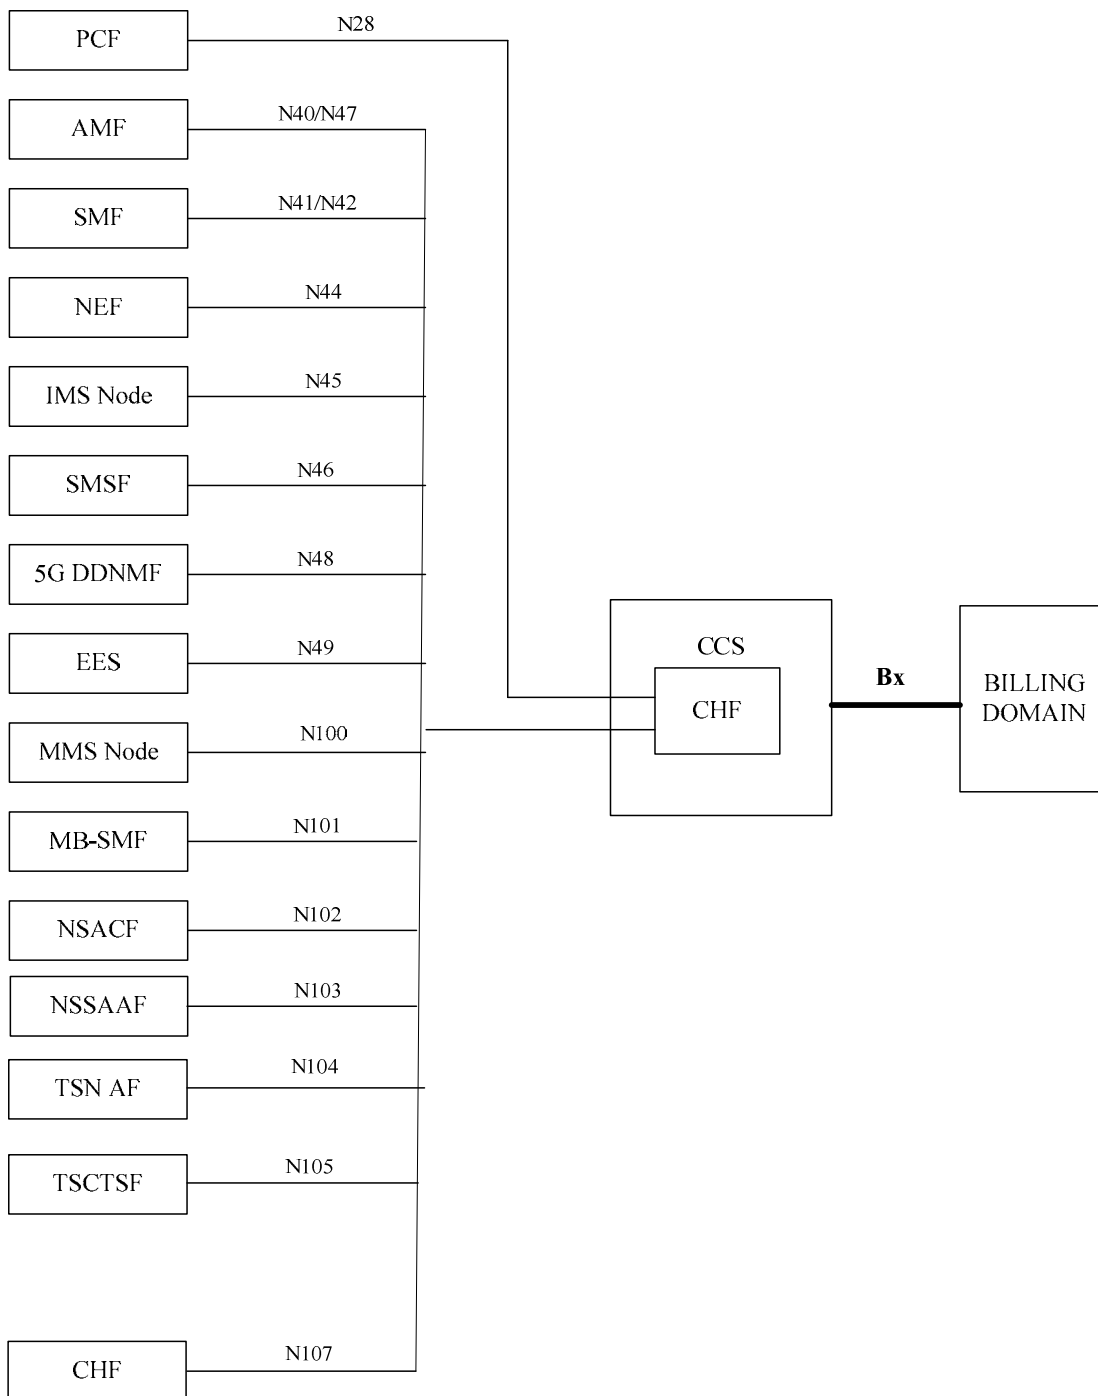 PCF
N28
AMF
N40/N47
SMF
N41/N42
NEF
N44
IMS Node
N45
SMSF
N46
5G DDNMF
N48
EES
N49
MMS Node
N100
MB-SMF
N101
NSACF
N102
NSSAAF
N103
TSN AF
N104
TSCTSF
N105
CHF
N107
CCS
CHF
Bx
BILLING
DOMAIN